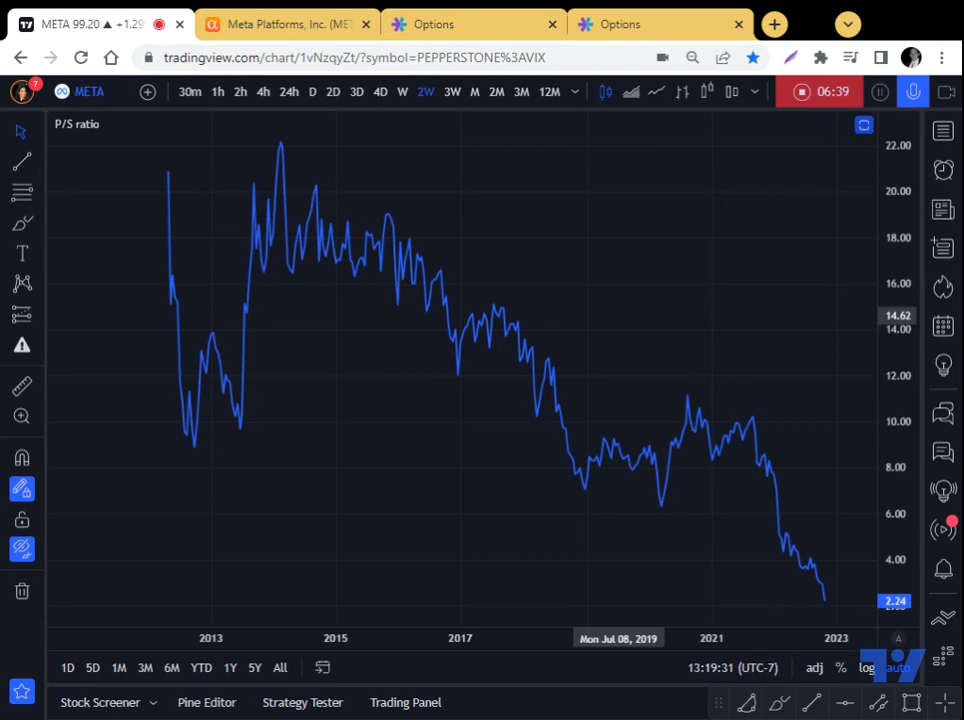 META 99.20 ▲ +1.29
Meta Platforms, Inc. (MET
Options
Options
tradingview.com/chart/1vNzqyZt/?symbol=PEPPERSTONE%3AVIX
7
META
30m 1h 2h 4h 24h D 2D 3D 4D W 2W 3W M 2M 3M 12M
06:39
P/S ratio
22.00
20.00
18.00
16.00
14.62
14.00
12.00
10.00
8.00
6.00
4.00
2.24
2013 2015 2017 Mon Jul 08, 2019 2021 2023
A
1D 5D 1M 3M 6M YTD 1Y 5Y All
13:19:31 (UTC-7)
adj % log auto
Stock Screener
Pine Editor
Strategy Tester
Trading Panel